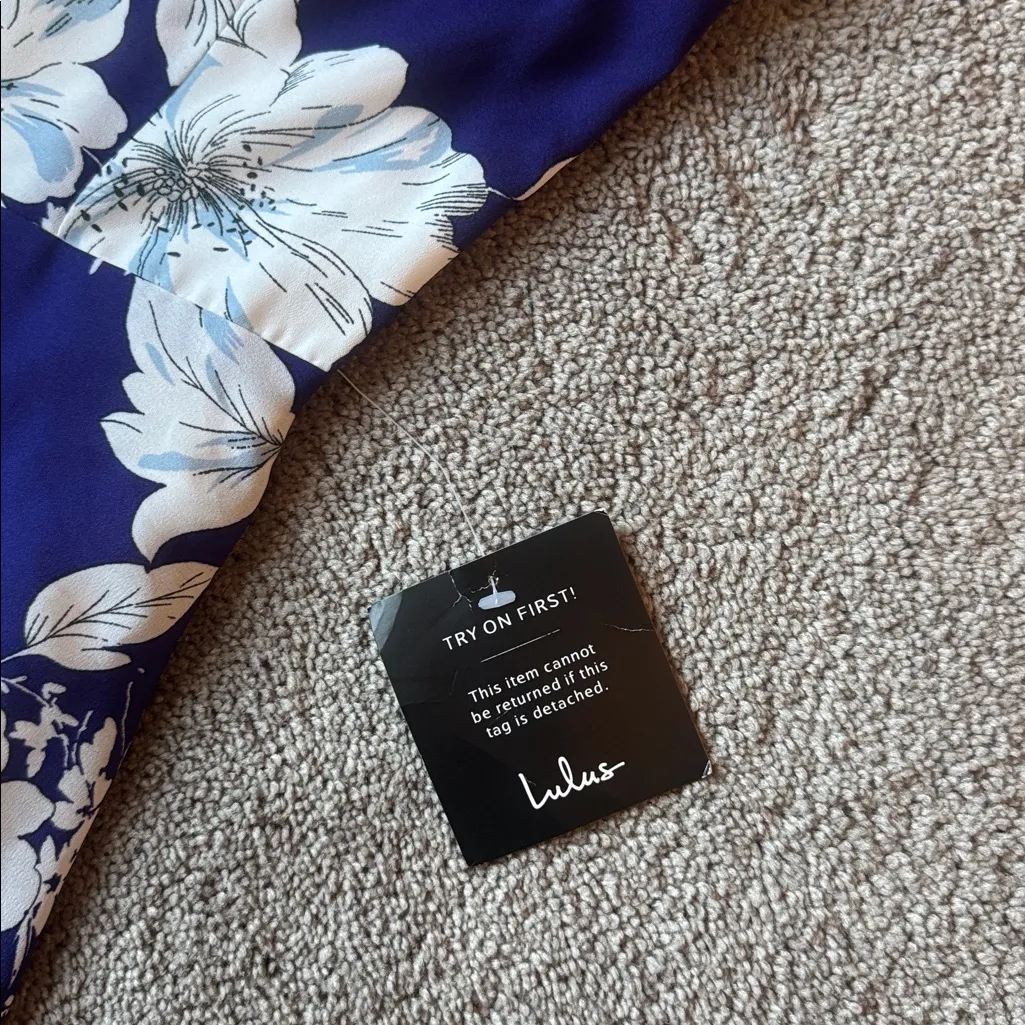 TRY ON FIRST!
This item cannot
be returned if this
tag is detached.
Lulus